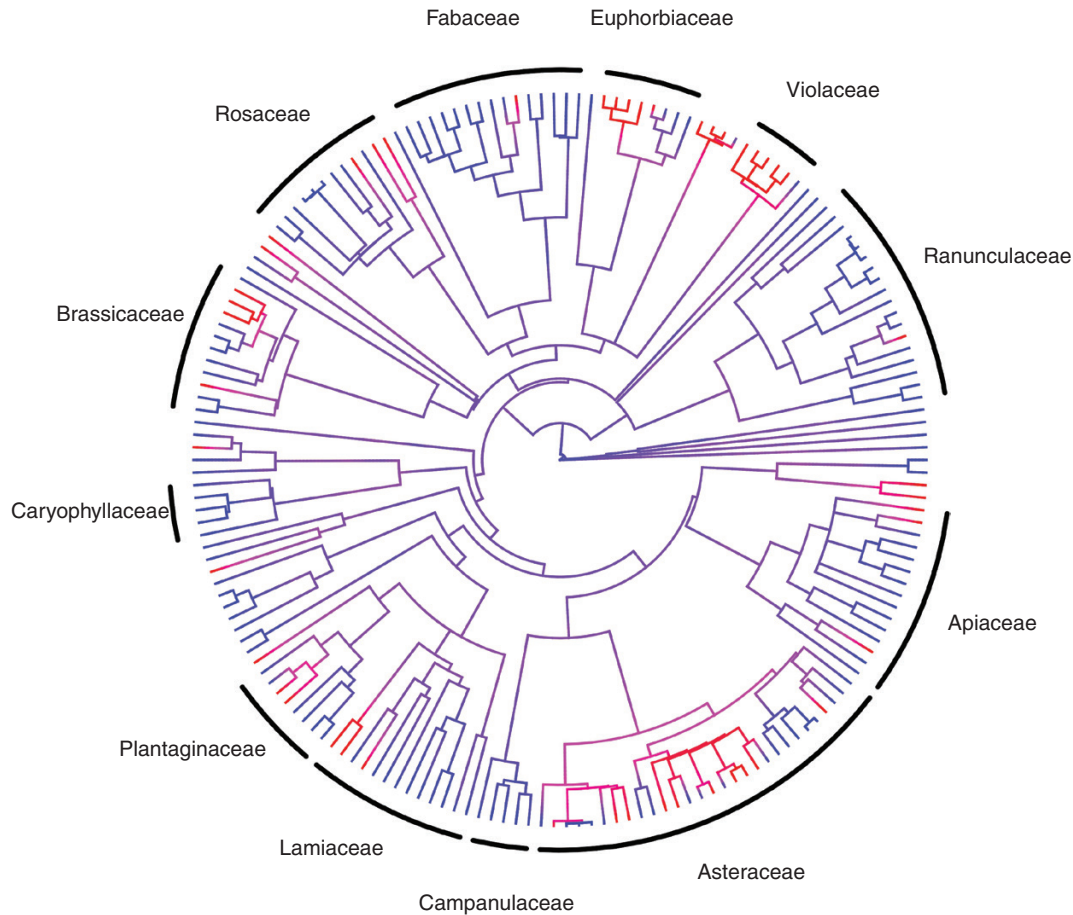 Fabaceae
Euphorbiaceae
Violaceae
Rosaceae
Ranunculaceae
Brassicaceae
Caryophyllaceae
Apiaceae
Plantaginaceae
Lamiaceae
Asteraceae
Campanulaceae